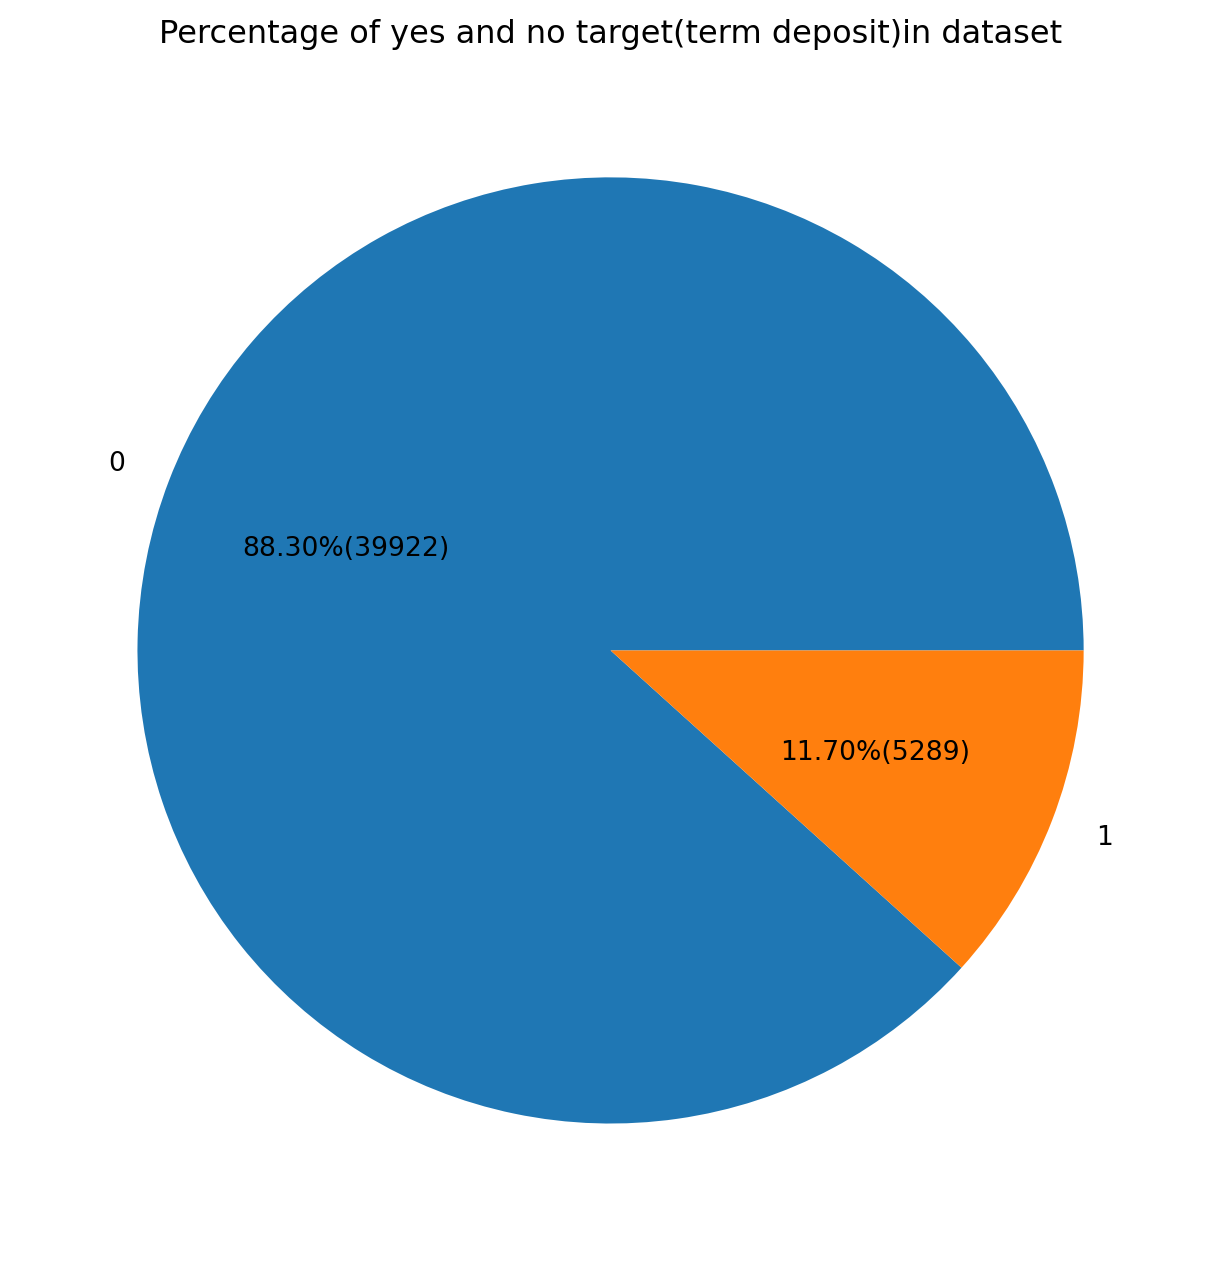 Percentage of yes and no target(term deposit)in dataset
0
88.30%(39922)
11.70%(5289)
1